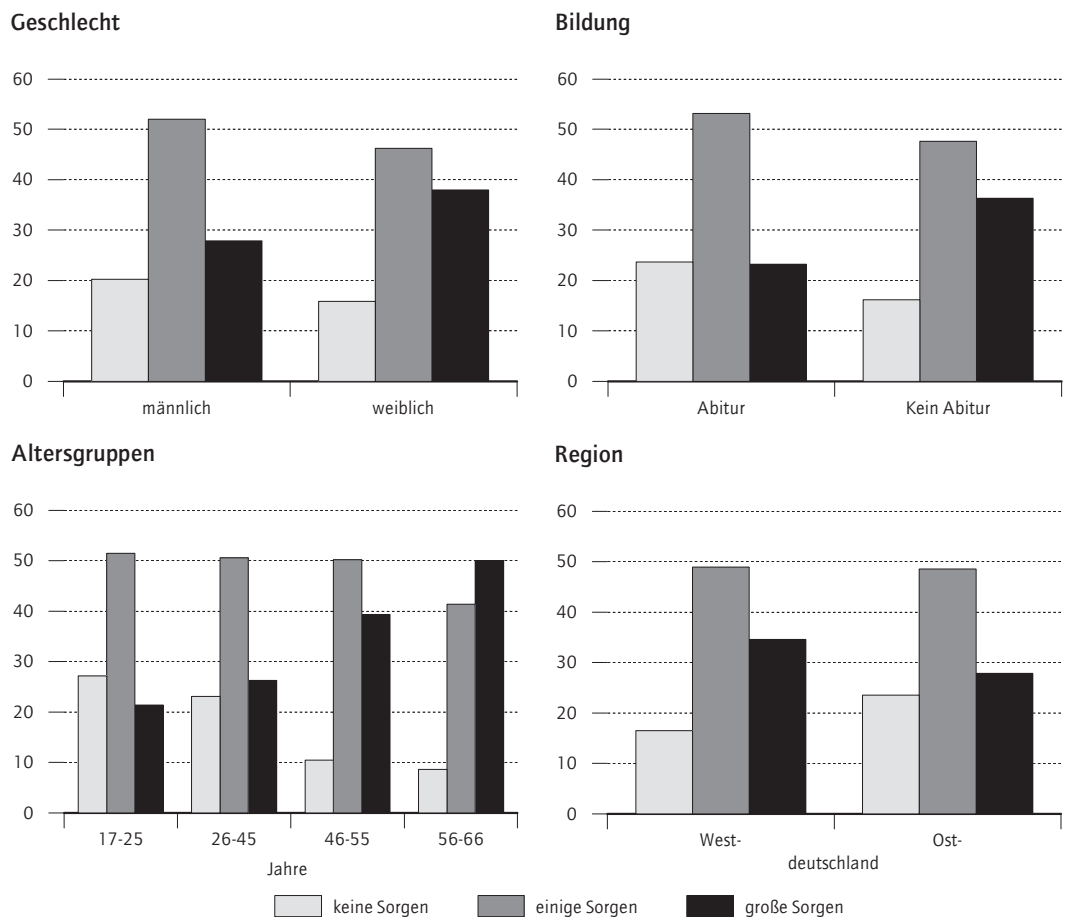 Geschlecht
60
50
40
30
20
10
0
männlich weiblich
Bildung
60
50
40
30
20
10
0
Abitur Kein Abitur
Altersgruppen
60
50
40
30
20
10
0
17-25 26-45 46-55 56-66
Jahre
Region
60
50
40
30
20
10
0
West- Ost-
deutschland
keine Sorgen einige Sorgen große Sorgen